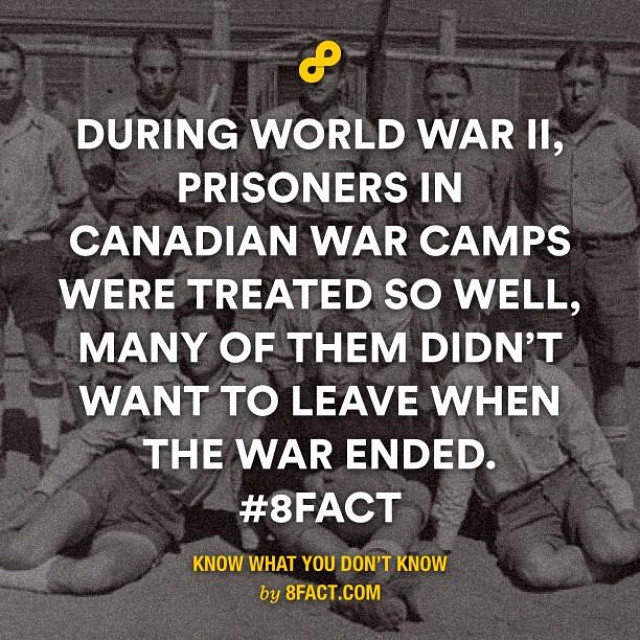 DURING WORLD WAR II,
PRISONERS IN
CANADIAN WAR CAMPS
WERE TREATED SO WELL,
MANY OF THEM DIDN'T
WANT TO LEAVE WHEN
THE WAR ENDED.
#8FACT
KNOW WHAT YOU DON'T KNOW
by 8FACT.COM